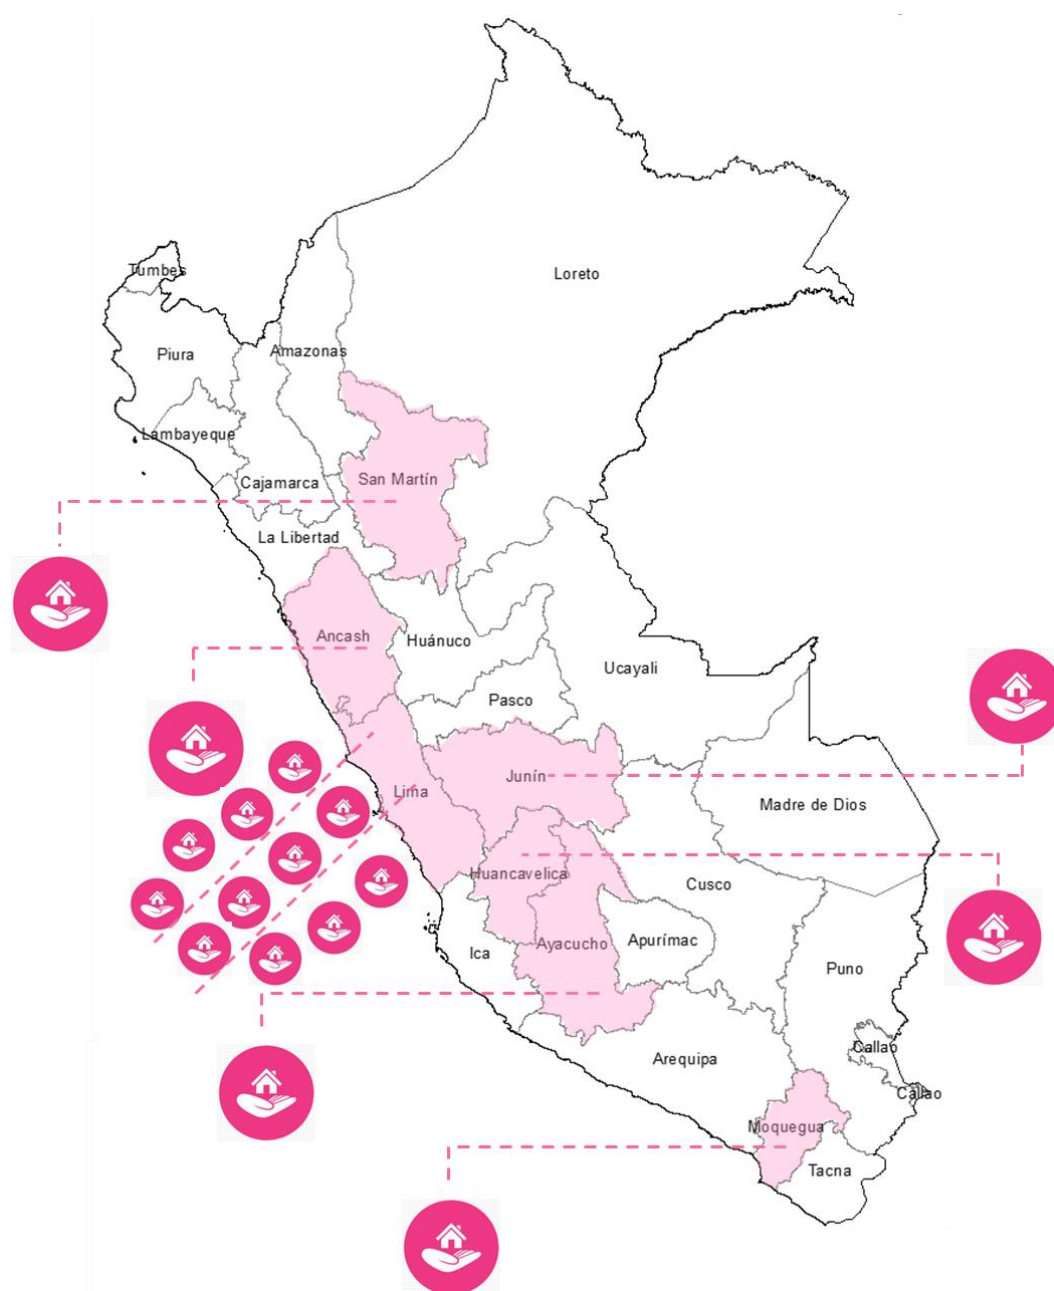 Loreto
Tumbes
Amazonas
Piura
Lambayeque
San Martín
Cajamarca
La Libertad
Ancash
Huánuco
Ucayali
Pasco
Junín
Lima
Madre de Dios
Huancavelica
Cusco
Ayacucho
Apurímac
Ica
Puno
Callao
Arequipa
Callao
Moquegua
Tacna